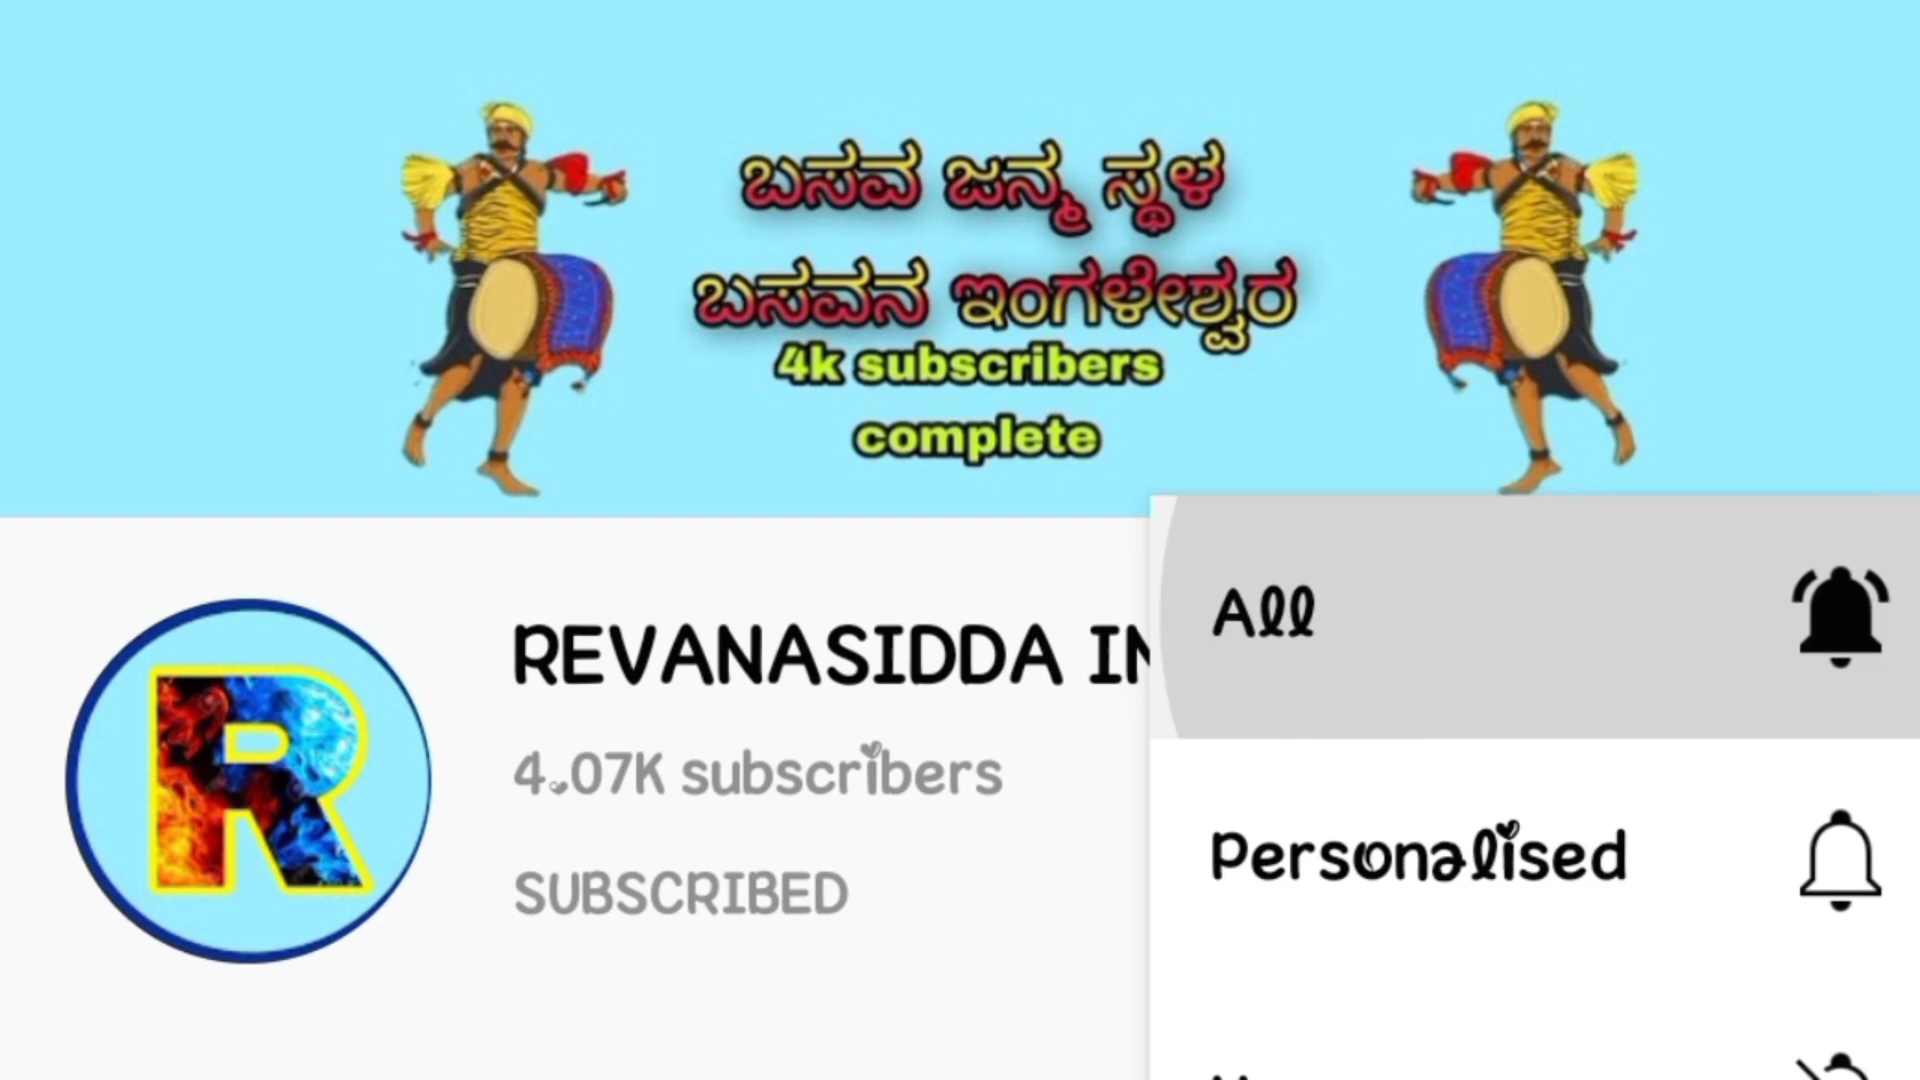 ಬಸವ ಜನ್ಮ ಸ್ಥಳ
ಬಸವನ ಇಂಗಳೇಶ್ವರ
4k subscribers
complete
R
REVANASIDDA
4.07K subscribers
SUBSCRIBED
All
Personalised